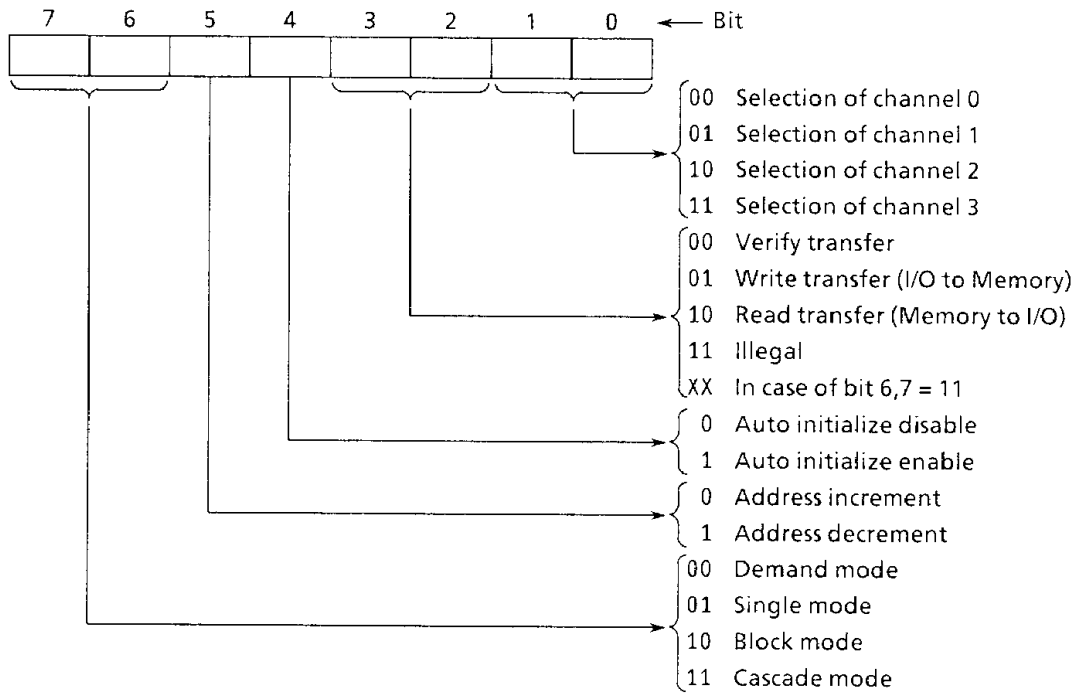 7 6 5 4 3 2 1 0 ← Bit
00 Selection of channel 0
01 Selection of channel 1
10 Selection of channel 2
11 Selection of channel 3
00 Verify transfer
01 Write transfer (I/O to Memory)
10 Read transfer (Memory to I/O)
11 Illegal
XX In case of bit 6,7 = 11
0 Auto initialize disable
1 Auto initialize enable
0 Address increment
1 Address decrement
00 Demand mode
01 Single mode
10 Block mode
11 Cascade mode